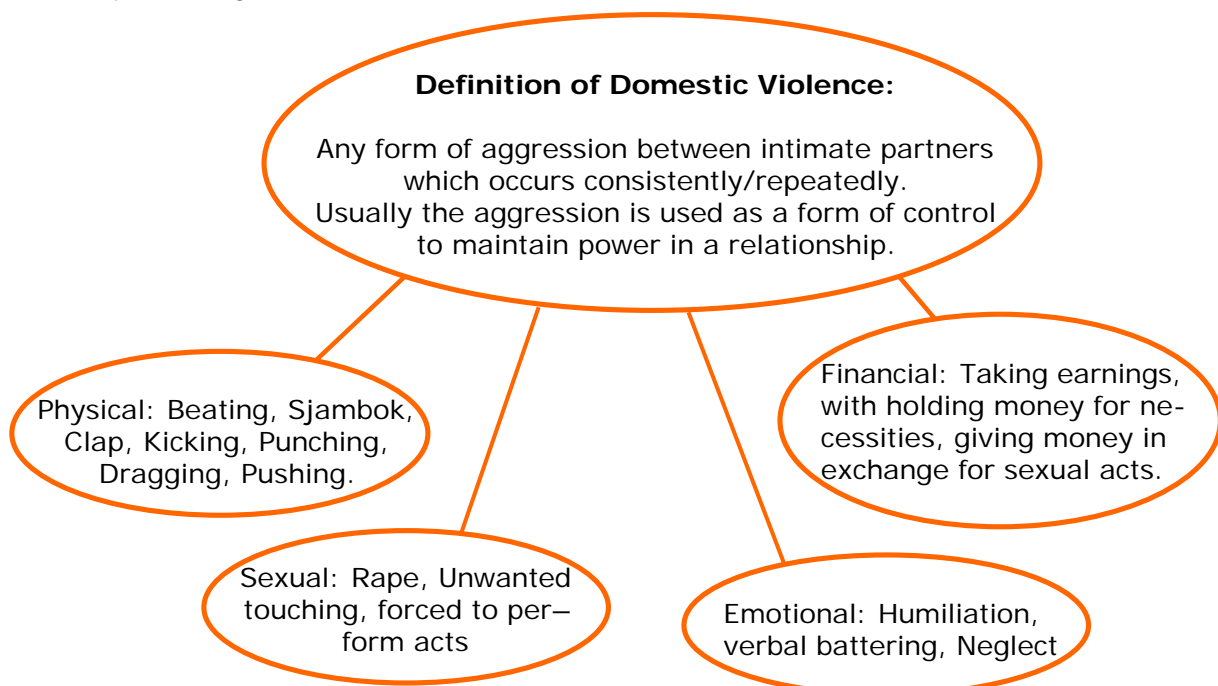 Definition of Domestic Violence:
Any form of aggression between intimate partners
which occurs consistently/repeatedly.
Usually the aggression is used as a form of control
to maintain power in a relationship.
Physical: Beating, Sjambok,
Clap, Kicking, Punching,
Dragging, Pushing.
Financial: Taking earnings,
with holding money for ne-
cessities, giving money in
exchange for sexual acts.
Sexual: Rape, Unwanted
touching, forced to per–
form acts
Emotional: Humiliation,
verbal battering, Neglect